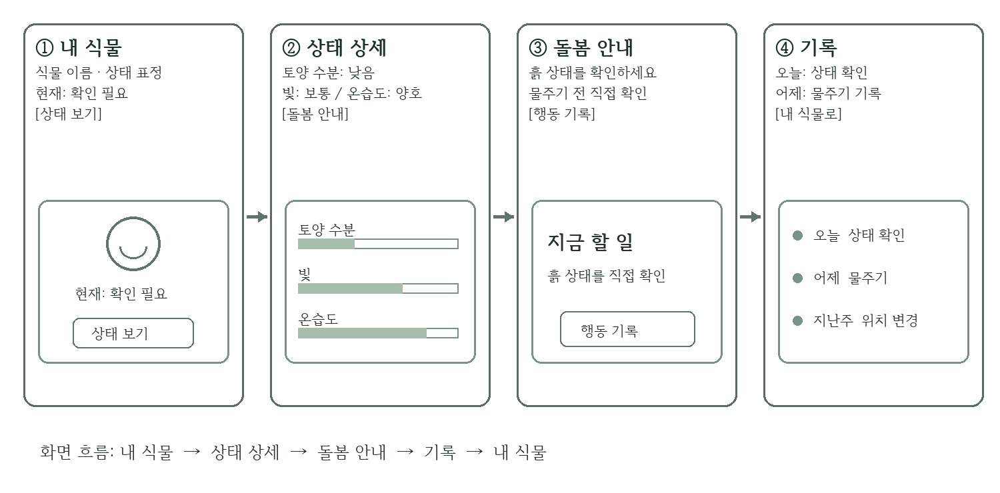 ① 내 식물
식물 이름 · 상태 표정
현재: 확인 필요
[상태 보기]
현재: 확인 필요
상태 보기
② 상태 상세
토양 수분: 낮음
빛: 보통 / 온습도: 양호
[돌봄 안내]
토양 수분
빛
온습도
③ 돌봄 안내
흙 상태를 확인하세요
물주기 전 직접 확인
[행동 기록]
지금 할 일
흙 상태를 직접 확인
행동 기록
④ 기록
오늘: 상태 확인
어제: 물주기 기록
[내 식물로]
오늘 상태 확인
어제 물주기
지난주 위치 변경
화면 흐름: 내 식물 → 상태 상세 → 돌봄 안내 → 기록 → 내 식물